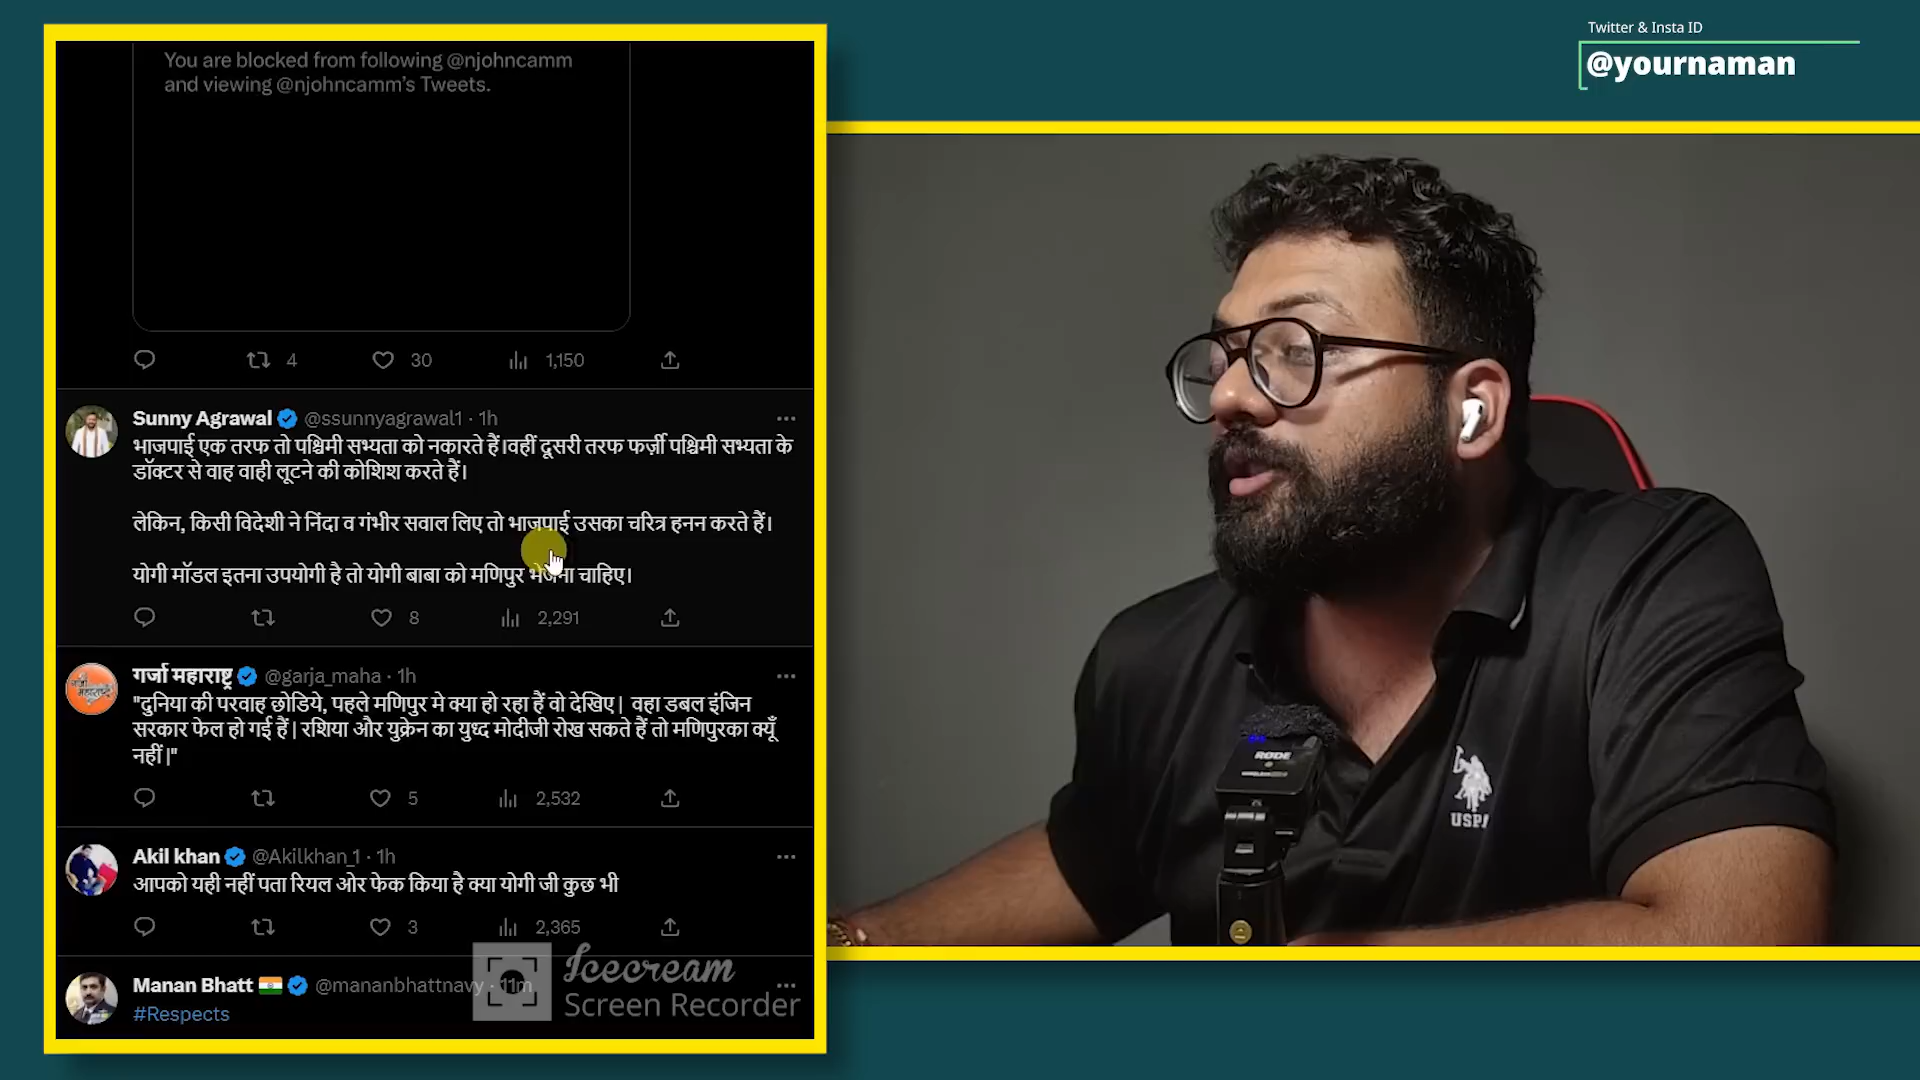 Twitter & Insta ID
@yournaman
You are blocked from following @njohncamm
and viewing @njohncamm's Tweets.
4 30 1,150
Sunny Agrawal @ssunnyagrawal1 · 1h
भाजपाई एक तरफ तो पश्चिमी सभ्यता को नकारते हैं।वहीं दूसरी तरफ फर्ज़ी पश्चिमी सभ्यता के
डॉक्टर से वाह वाही लूटने की कोशिश करते हैं।
लेकिन, किसी विदेशी ने निंदा व गंभीर सवाल लिए तो भाजपाई उसका चरित्र हनन करते हैं।
योगी मॉडल इतना उपयोगी है तो योगी बाबा को मणिपुर भेजना चाहिए।
8 2,291
गर्जा महाराष्ट्र @garja_maha · 1h
"दुनिया की परवाह छोडिये, पहले मणिपुर मे क्या हो रहा हैं वो देखिए| वहा डबल इंजिन
सरकार फेल हो गई हैं| रशिया और युक्रेन का युध्द मोदीजी रोख सकते हैं तो मणिपुरका क्यूँ
नहीं|"
5 2,532
Akil khan @Akilkhan_1 · 1h
आपको यही नहीं पता रियल ओर फेक किया है क्या योगी जी कुछ भी
3 2,365
Manan Bhatt @mananbhattnavy · 11m
#Respects
Icecream
Screen Recorder
RODE
USPA